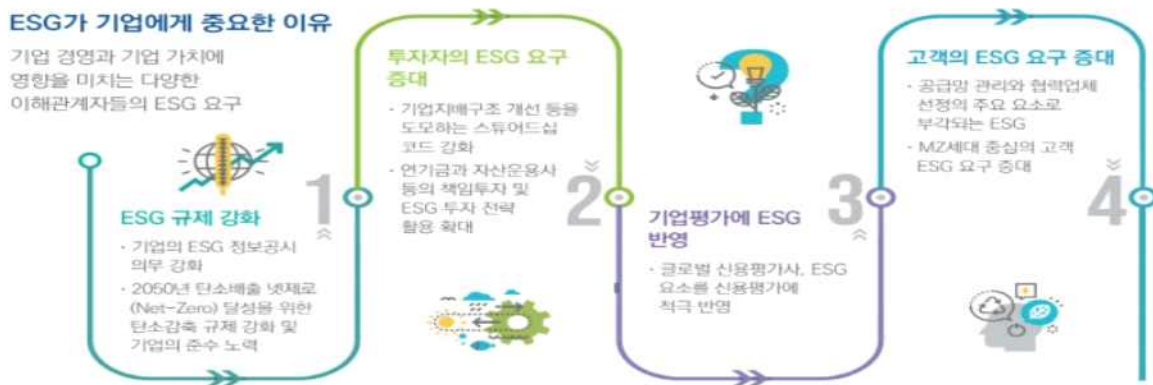 ESG가 기업에게 중요한 이유
기업 경영과 기업 가치에
영향을 미치는 다양한
이해관계자들의 ESG 요구
1
ESG 규제 강화
· 기업의 ESG 정보공시
의무 강화
· 2050년 탄소배출 넷제로
(Net-Zero) 달성을 위한
탄소감축 규제 강화 및
기업의 준수 노력
투자자의 ESG 요구
증대
· 기업지배구조 개선 등을
도모하는 스튜어드십
코드 강화
· 연기금과 자산운용사
등의 책임투자 및
ESG 투자 전략
활용 확대
2
3
기업평가에 ESG
반영
· 글로벌 신용평가사, ESG
요소를 신용평가에
적극 반영
고객의 ESG 요구 증대
· 공급망 관리와 협력업체
선정의 주요 요소로
부각되는 ESG
· MZ세대 중심의 고객
ESG 요구 증대
4